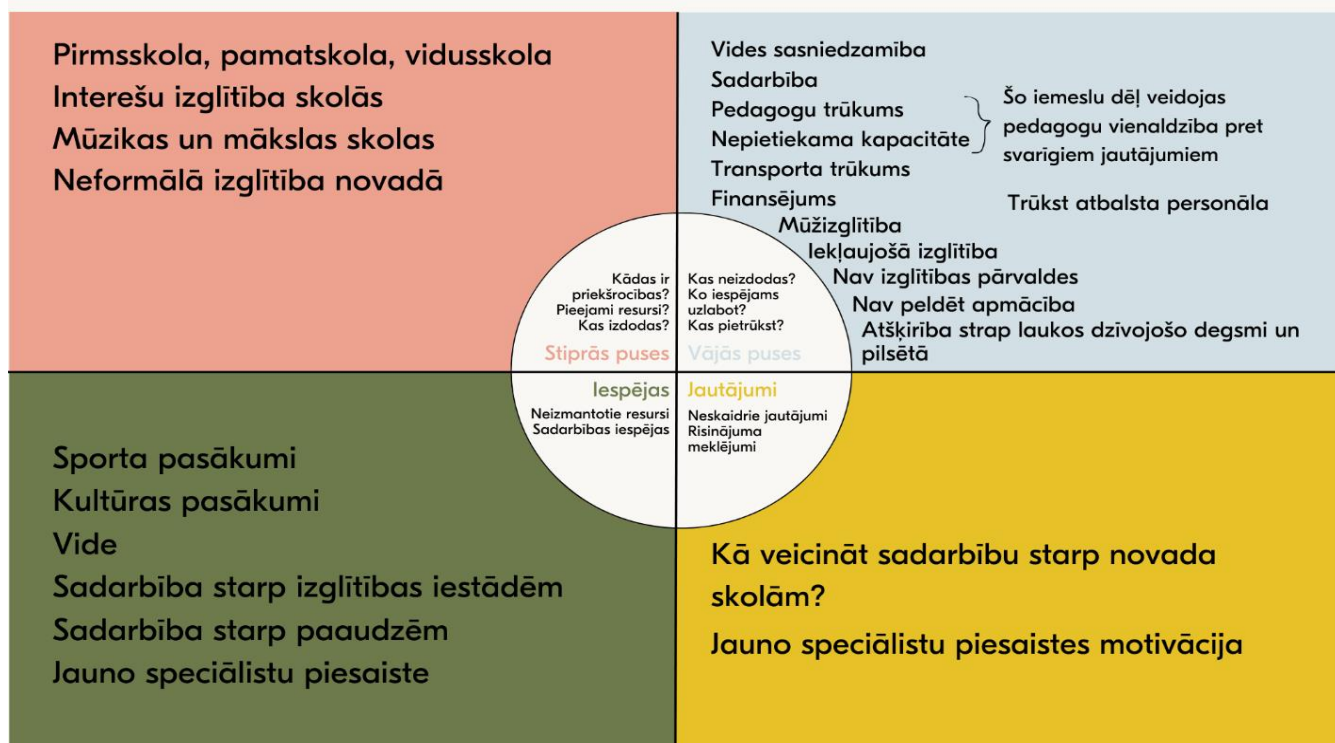 Pirmsskola, pamatskola, vidusskola
Interešu izglītība skolās
Mūzikas un mākslas skolas
Neformālā izglītība novadā
Vides sasniedzamība
Sadarbība
Pedagogu trūkums
Nepietiekama kapacitāte
Transporta trūkums
Finansējums
Mūžizglītība
Iekļaujošā izglītība
Nav izglītības pārvaldes
Nav peldēt apmācība
Atšķirība strap laukos dzīvojošo degsmi un
pilsētā
Šo iemeslu dēļ veidojas
pedagogu vienaldzība pret
svarīgiem jautājumiem
Trūkst atbalsta personāla
Kādas ir
priekšrocības?
Pieejami resursi?
Kas izdodas?
Stiprās puses
Kas neizdodas?
Ko iespējams
uzlabot?
Kas pietrūkst?
Vājās puses
Iespējas
Neizmantotie resursi
Sadarbības iespējas
Jautājumi
Neskaidrie jautājumi
Risinājuma
meklējumi
Sporta pasākumi
Kultūras pasākumi
Vide
Sadarbība starp izglītības iestādēm
Sadarbība starp paaudzēm
Jauno speciālistu piesaiste
Kā veicināt sadarbību starp novada
skolām?
Jauno speciālistu piesaistes motivācija